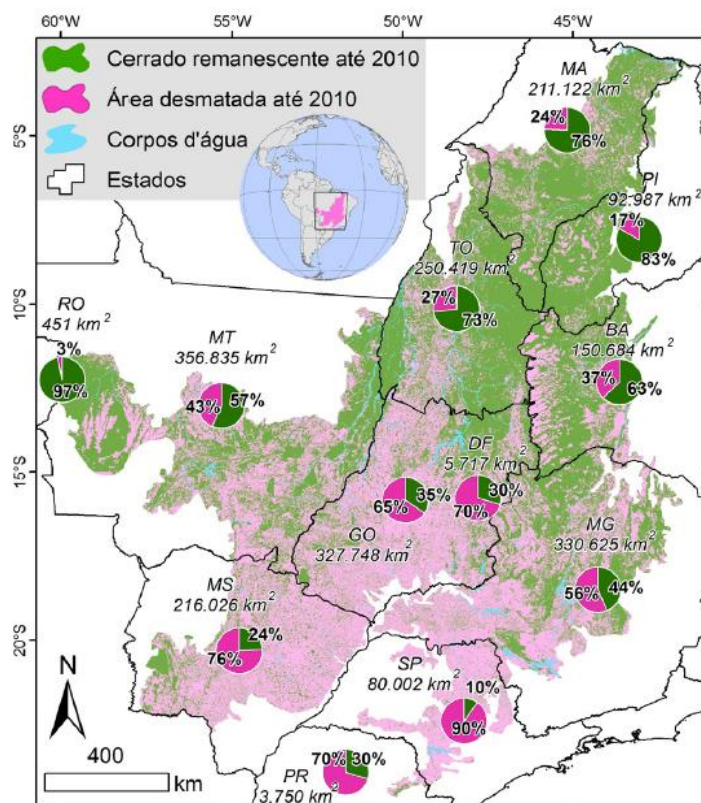 60°W
55°W
50°W
45°W
Cerrado remanescente até 2010
Área desmatada até 2010
Corpos d'água
Estados
MA
211.122 km²
24%
76%
5°S
PI
92.987 km²
17%
83%
TO
250.419 km²
27%
73%
10°S
RO
451 km²
3%
97%
MT
356.835 km²
43%
57%
BA
150.684 km²
37%
63%
15°S
DF
5.717 km²
30%
70%
65%
35%
GO
327.748 km²
MG
330.625 km²
56%
44%
MS
216.026 km²
24%
76%
20°S
SP
80.002 km²
10%
90%
N
400
km
70%
30%
PR
3.750 km²